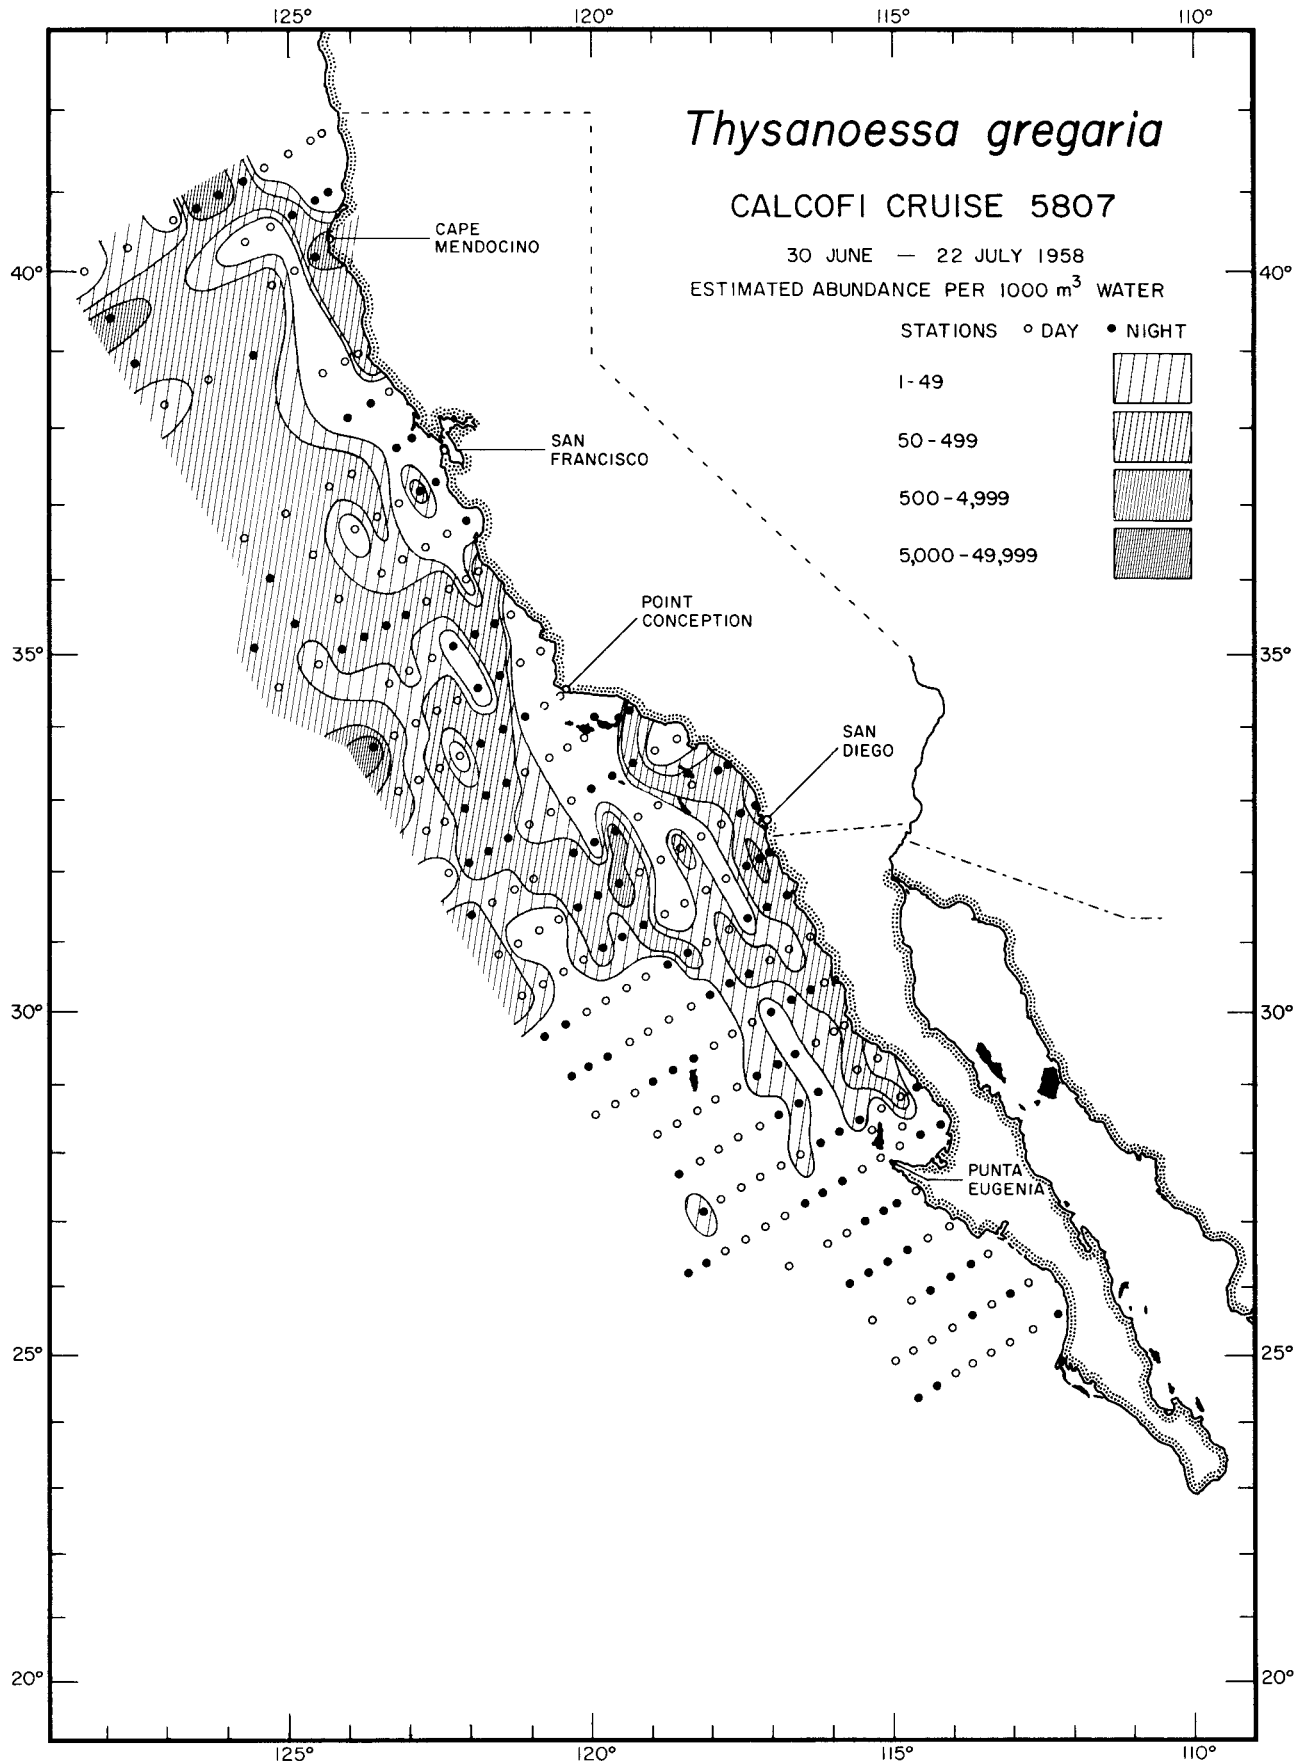 125° 120° 115° 110°
Thysanoessa gregaria
CALCOFI CRUISE 5807
30 JUNE — 22 JULY 1958
ESTIMATED ABUNDANCE PER 1000 m³ WATER
STATIONS ○ DAY ● NIGHT
1-49
50-499
500-4,999
5,000-49,999
CAPE
MENDOCINO
40° 40°
SAN
FRANCISCO
POINT
CONCEPTION
35° 35°
SAN
DIEGO
30° 30°
PUNTA
EUGENIA
25° 25°
20° 20°
125° 120° 115° 110°